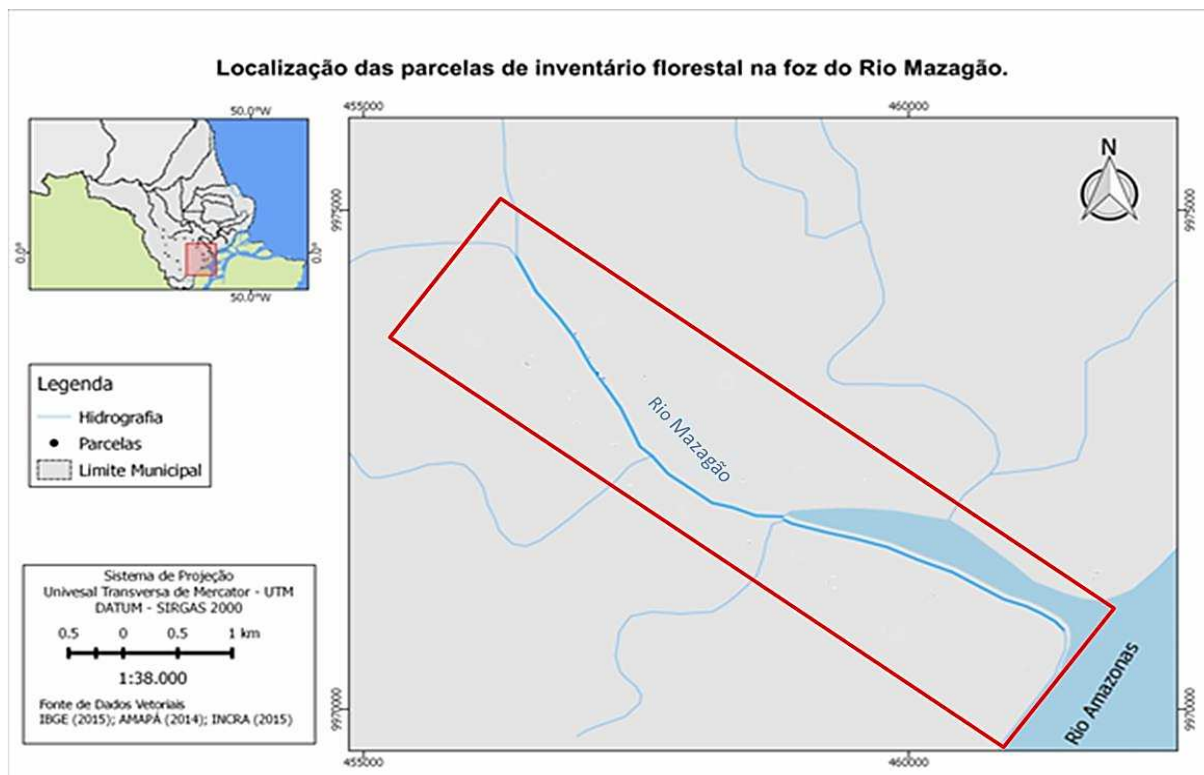 Localização das parcelas de inventário florestal na foz do Rio Mazagão.
50.0°W
0.0°
0.0°
50.0°W
455000
460000
9975000
9975000
N
Rio Mazagão
9970000
9970000
Rio Amazonas
455000
460000
Legenda
Hidrografia
Parcelas
Limite Municipal
Sistema de Projeção
Univesal Transversa de Mercator - UTM
DATUM - SIRGAS 2000
0.5 0 0.5 1 km
1:38.000
Fonte de Dados Vetoriais
IBGE (2015); AMAPÁ (2014); INCRA (2015)